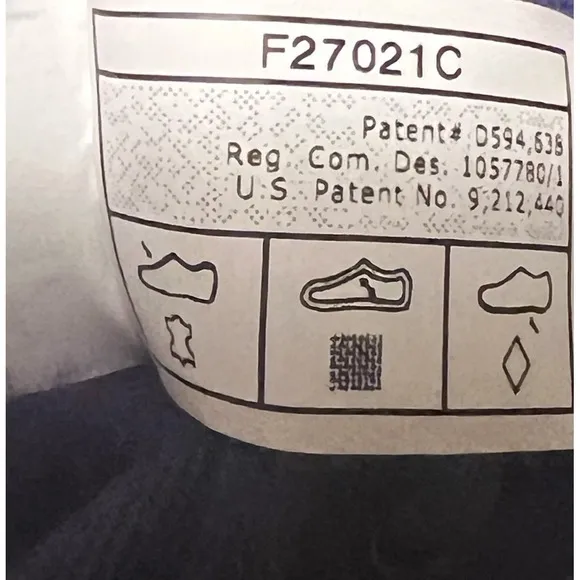 F27021C
Patent# D594,638
Reg. Com. Des. 1057780/1
U.S. Patent No. 9,212,440